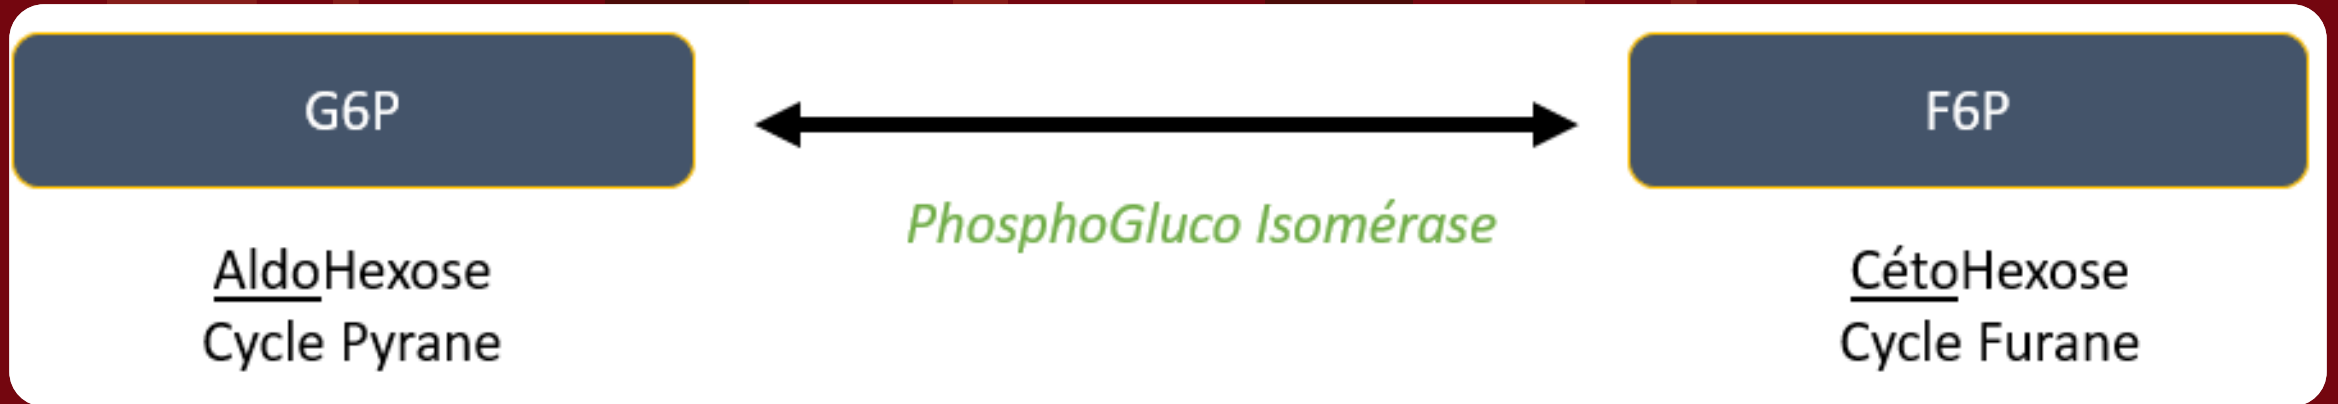 G6P
F6P
PhosphoGluco Isomérase
AldoHexose
Cycle Pyrane
CétoHexose
Cycle Furane